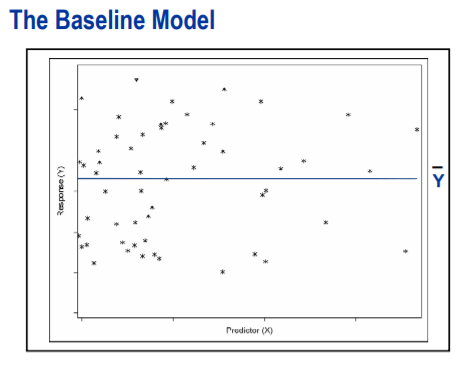 The Baseline Model
Response (Y)
Y̅
Predictor (X)